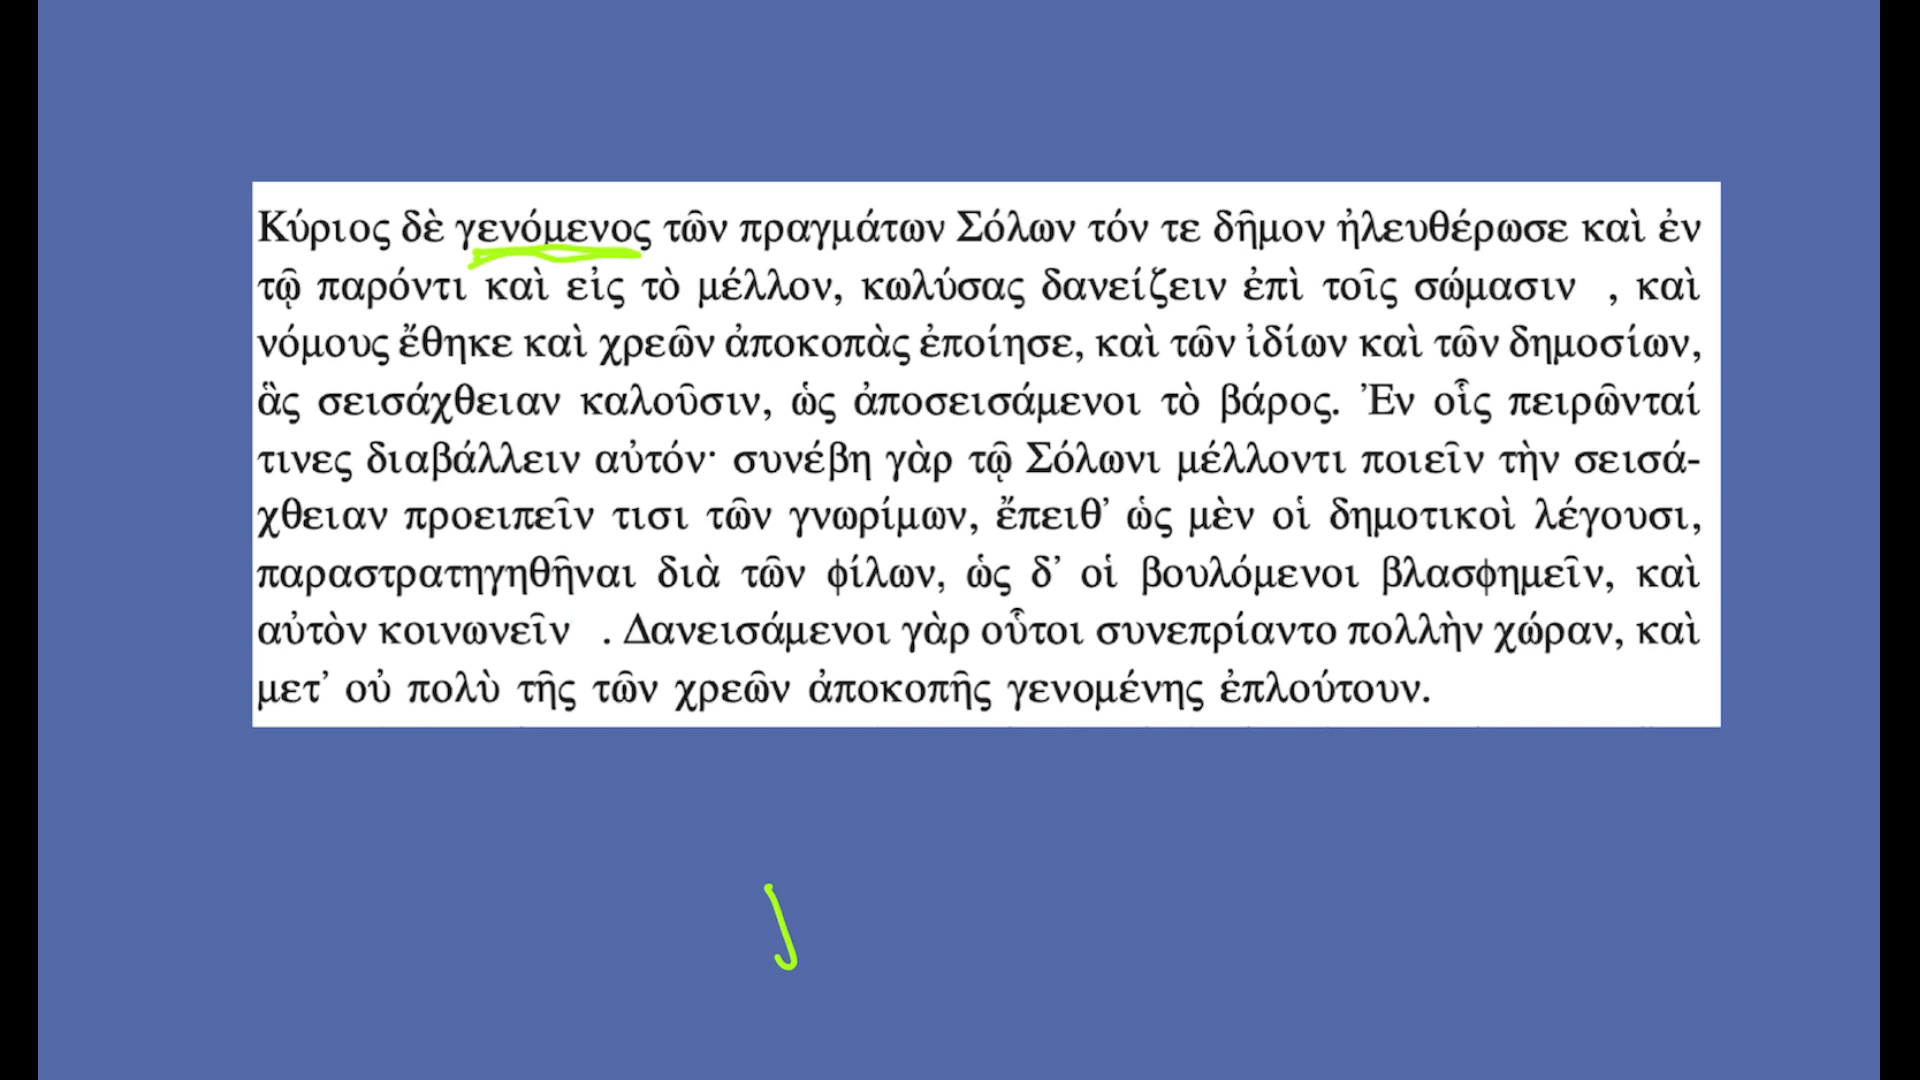 Κύριος δὲ γενόμενος τῶν πραγμάτων Σόλων τόν τε δῆμον ἠλευθέρωσε καὶ ἐν
τῷ παρόντι καὶ εἰς τὸ μέλλον, κωλύσας δανείζειν ἐπὶ τοῖς σώμασιν , καὶ
νόμους ἔθηκε καὶ χρεῶν ἀποκοπὰς ἐποίησε, καὶ τῶν ἰδίων καὶ τῶν δημοσίων,
ἃς σεισάχθειαν καλοῦσιν, ὡς ἀποσεισάμενοι τὸ βάρος. Ἐν οἷς πειρῶνταί
τινες διαβάλλειν αὐτόν· συνέβη γὰρ τῷ Σόλωνι μέλλοντι ποιεῖν τὴν σεισά-
χθειαν προειπεῖν τισι τῶν γνωρίμων, ἔπειθ’ ὡς μὲν οἱ δημοτικοὶ λέγουσι,
παραστρατηγηθῆναι διὰ τῶν φίλων, ὡς δ’ οἱ βουλόμενοι βλασφημεῖν, καὶ
αὐτὸν κοινωνεῖν . Δανεισάμενοι γὰρ οὗτοι συνεπρίαντο πολλὴν χώραν, καὶ
μετ’ οὐ πολὺ τῆς τῶν χρεῶν ἀποκοπῆς γενομένης ἐπλούτουν.